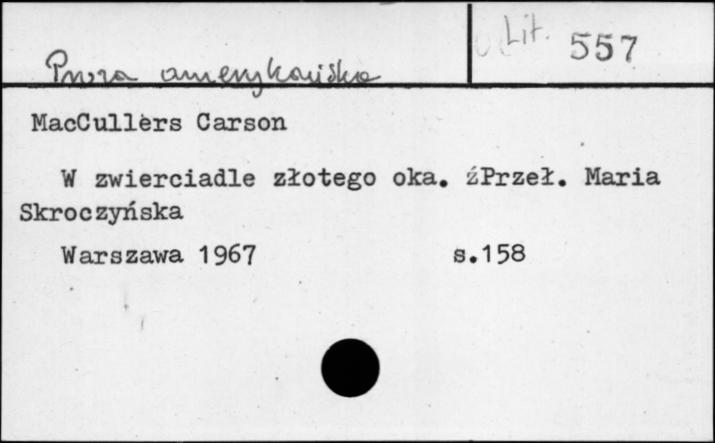 Lit. 557
Proza amerykańska
MacCullers Carson
W zwierciadle złotego oka. źPrzeł. Maria
Skroczyńska
Warszawa 1967 s.158